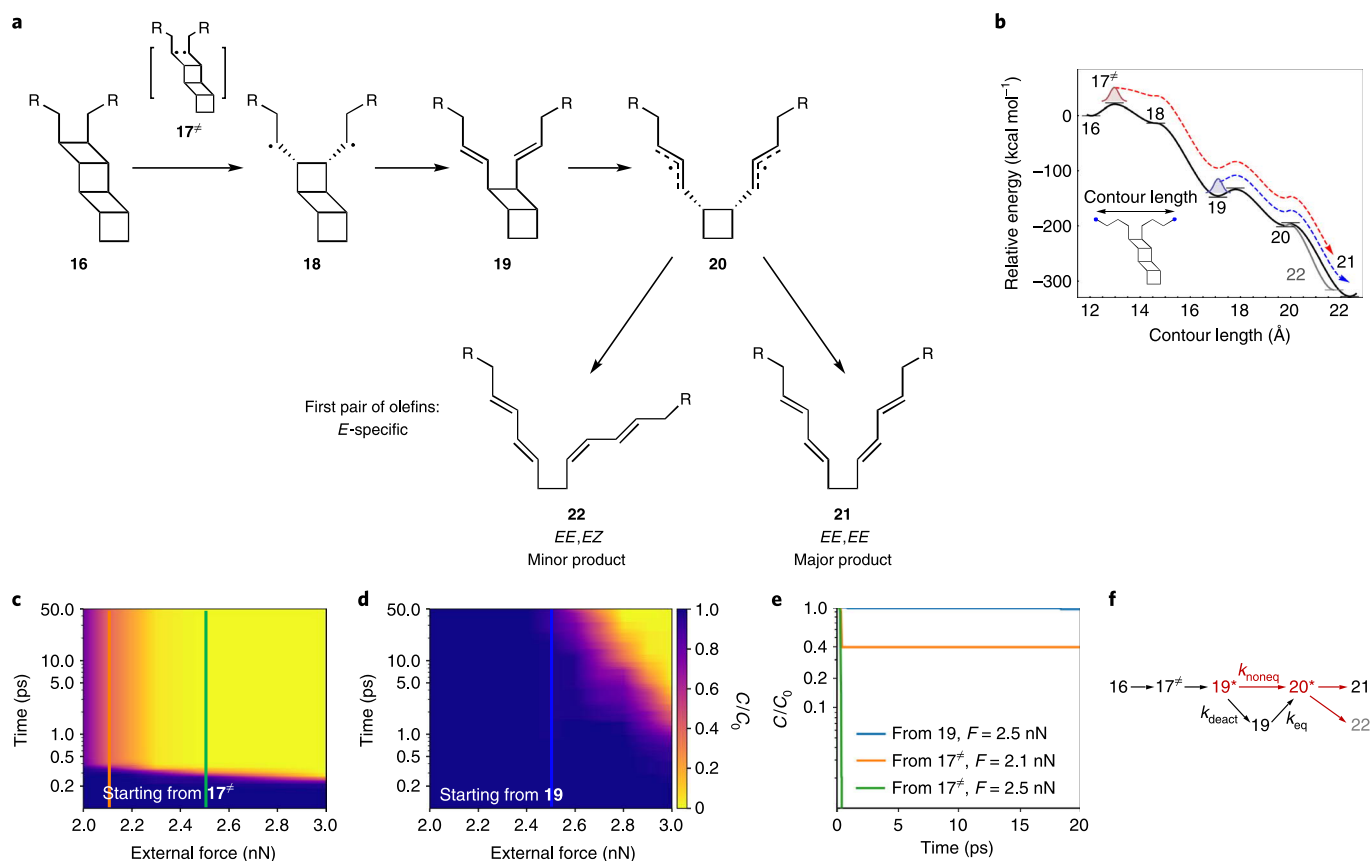 a
R R
17≠
R R
16
R R
18
R R
19
R R
20
First pair of olefins:
E-specific
R
R
22
EE,EZ
Minor product
R R
21
EE,EE
Major product
b
Relative energy (kcal mol−1)
0
−100
−200
−300
17≠
16
18
19
20
21
22
Contour length
12 14 16 18 20 22
Contour length (Å)
c
Time (ps)
50.0
10.0
5.0
1.0
0.5
0.2
Starting from 17≠
2.0 2.2 2.4 2.6 2.8 3.0
External force (nN)
d
Time (ps)
50.0
10.0
5.0
1.0
0.5
0.2
Starting from 19
2.0 2.2 2.4 2.6 2.8 3.0
External force (nN)
1.0
0.8
0.6
0.4
0.2
0
C/C0
e
C/C0
1.0
0.4
0.1
From 19, F = 2.5 nN
From 17≠, F = 2.1 nN
From 17≠, F = 2.5 nN
0 5 10 15 20
Time (ps)
f
knoneq
16 17≠ 19* 20* 21
kdeact keq
19 22